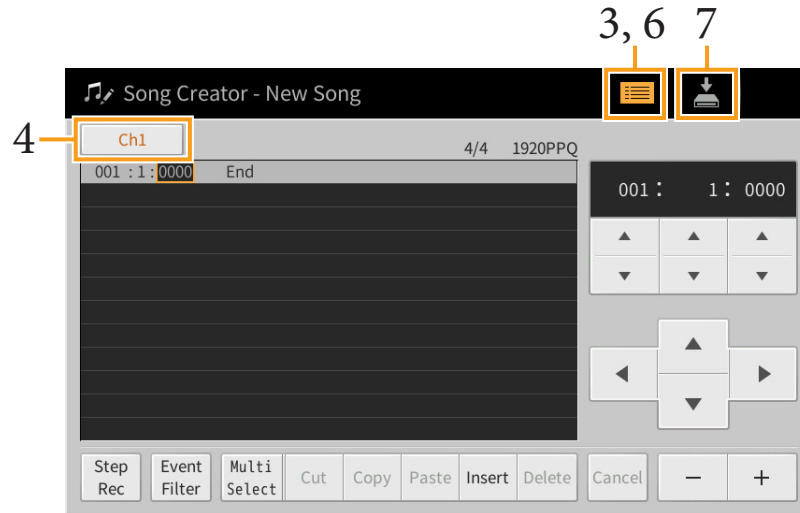 3, 6 7
Song Creator - New Song
4
Ch1
4/4 1920PPQ
001 : 1 : 0000 End
001 : 1 : 0000
Step Rec
Event Filter
Multi Select
Cut
Copy
Paste
Insert
Delete
Cancel
− +